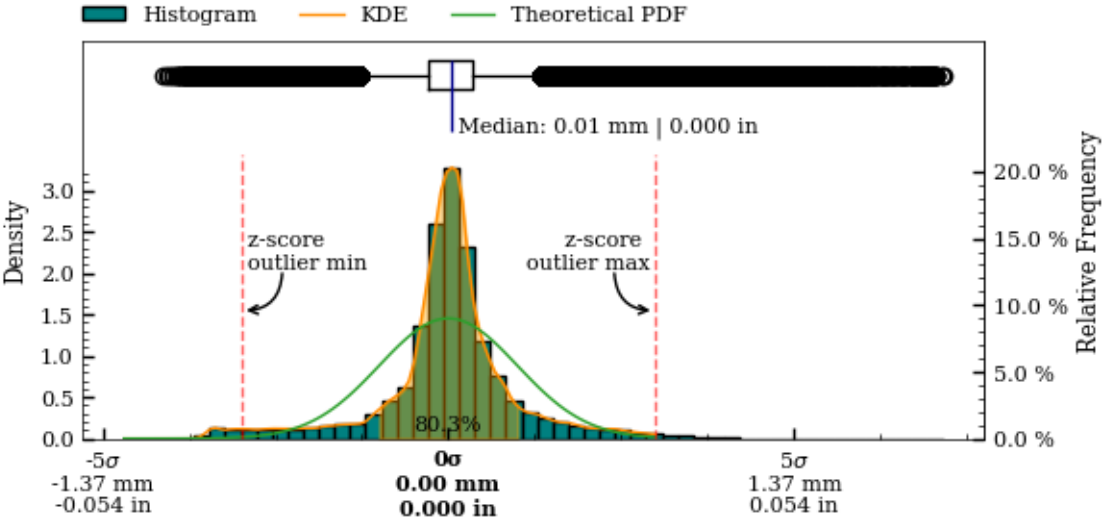 Histogram KDE Theoretical PDF
Median: 0.01 mm | 0.000 in
Density
3.0
2.5
2.0
1.5
1.0
0.5
0.0
z-score
outlier min
z-score
outlier max
80.3%
20.0 %
15.0 %
10.0 %
5.0 %
0.0 %
Relative Frequency
-5σ 0σ 5σ
-1.37 mm 0.00 mm 1.37 mm
-0.054 in 0.000 in 0.054 in